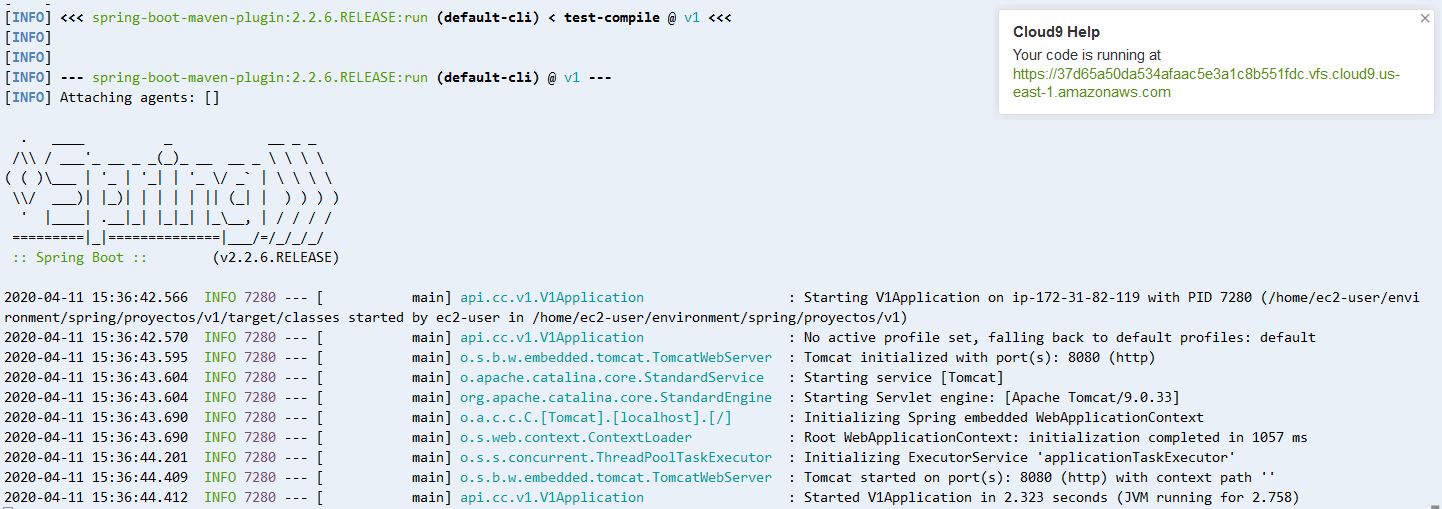 [INFO] <<< spring-boot-maven-plugin:2.2.6.RELEASE:run (default-cli) < test-compile @ v1 <<<
[INFO]
[INFO]
[INFO] --- spring-boot-maven-plugin:2.2.6.RELEASE:run (default-cli) @ v1 ---
[INFO] Attaching agents: []
Cloud9 Help
Your code is running at
https://37d65a50da534afaac5e3a1c8b551fdc.vfs.cloud9.us-
east-1.amazonaws.com
  .   ____          _            __ _ _
 /\\ / ___'_ __ _ _(_)_ __  __ _ \ \ \ \
( ( )\___ | '_ | '_| | '_ \/ _` | \ \ \ \
 \\/  ___)| |_)| | | | | || (_| |  ) ) ) )
  '  |____| .__|_| |_|_| |_\__, | / / / /
 =========|_|==============|___/=/_/_/_/
 :: Spring Boot ::        (v2.2.6.RELEASE)
2020-04-11 15:36:42.566  INFO 7280 --- [           main] api.cc.v1.V1Application                  : Starting V1Application on ip-172-31-82-119 with PID 7280 (/home/ec2-user/envi
ronment/spring/proyectos/v1/target/classes started by ec2-user in /home/ec2-user/environment/spring/proyectos/v1)
2020-04-11 15:36:42.570  INFO 7280 --- [           main] api.cc.v1.V1Application                  : No active profile set, falling back to default profiles: default
2020-04-11 15:36:43.595  INFO 7280 --- [           main] o.s.b.w.embedded.tomcat.TomcatWebServer  : Tomcat initialized with port(s): 8080 (http)
2020-04-11 15:36:43.604  INFO 7280 --- [           main] o.apache.catalina.core.StandardService   : Starting service [Tomcat]
2020-04-11 15:36:43.604  INFO 7280 --- [           main] org.apache.catalina.core.StandardEngine  : Starting Servlet engine: [Apache Tomcat/9.0.33]
2020-04-11 15:36:43.690  INFO 7280 --- [           main] o.a.c.c.C.[Tomcat].[localhost].[/]       : Initializing Spring embedded WebApplicationContext
2020-04-11 15:36:43.690  INFO 7280 --- [           main] o.s.web.context.ContextLoader            : Root WebApplicationContext: initialization completed in 1057 ms
2020-04-11 15:36:44.201  INFO 7280 --- [           main] o.s.s.concurrent.ThreadPoolTaskExecutor  : Initializing ExecutorService 'applicationTaskExecutor'
2020-04-11 15:36:44.409  INFO 7280 --- [           main] o.s.b.w.embedded.tomcat.TomcatWebServer  : Tomcat started on port(s): 8080 (http) with context path ''
2020-04-11 15:36:44.412  INFO 7280 --- [           main] api.cc.v1.V1Application                  : Started V1Application in 2.323 seconds (JVM running for 2.758)